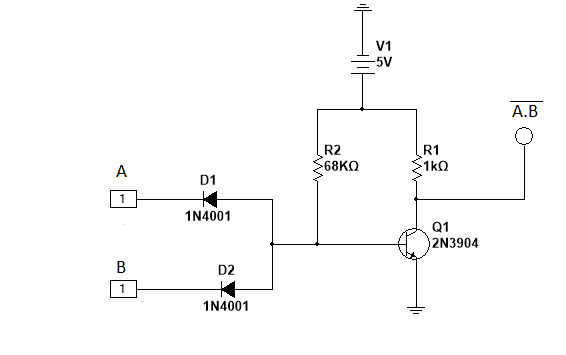 V1
5V
A.B
R2
68KΩ
R1
1kΩ
A
D1
1
1N4001
Q1
2N3904
B
D2
1
1N4001